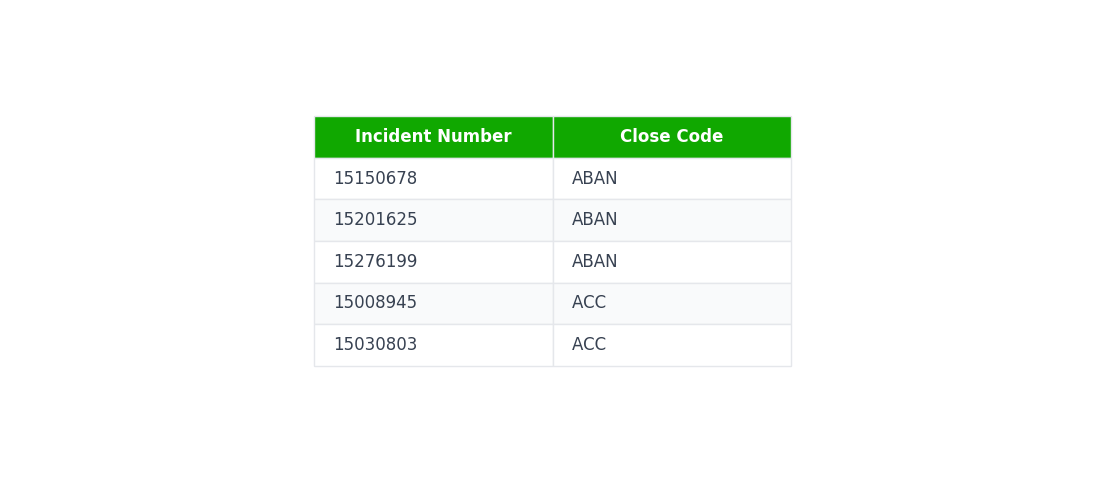 Incident Number Close Code
15150678 ABAN
15201625 ABAN
15276199 ABAN
15008945 ACC
15030803 ACC